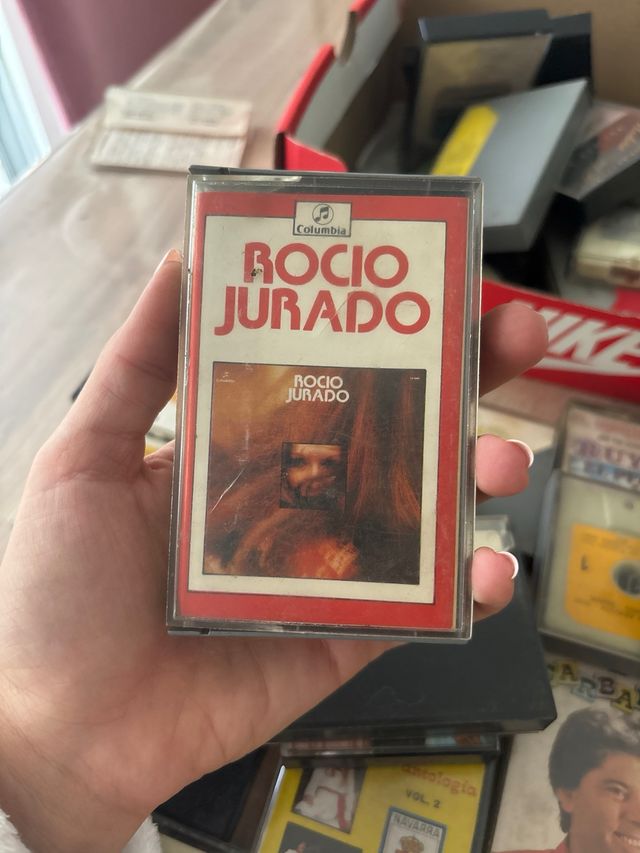 Columbia
ROCIO
JURADO
ROCIO
JURADO
NIKE
antología
VOL. 2
NAVARRA